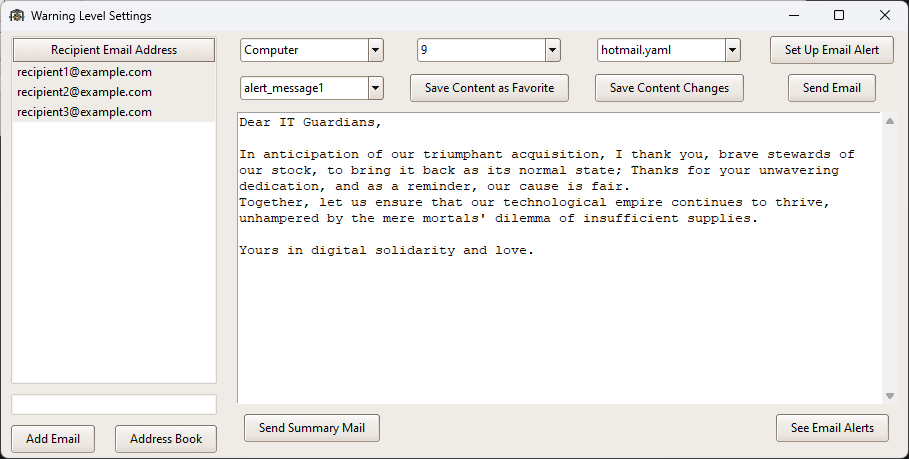 Warning Level Settings
Recipient Email Address
recipient1@example.com
recipient2@example.com
recipient3@example.com
Computer
9
hotmail.yaml
Set Up Email Alert
alert_message1
Save Content as Favorite
Save Content Changes
Send Email
Dear IT Guardians,
In anticipation of our triumphant acquisition, I thank you, brave stewards of
our stock, to bring it back as its normal state; Thanks for your unwavering
dedication, and as a reminder, our cause is fair.
Together, let us ensure that our technological empire continues to thrive,
unhampered by the mere mortals' dilemma of insufficient supplies.
Yours in digital solidarity and love.
Add Email
Address Book
Send Summary Mail
See Email Alerts